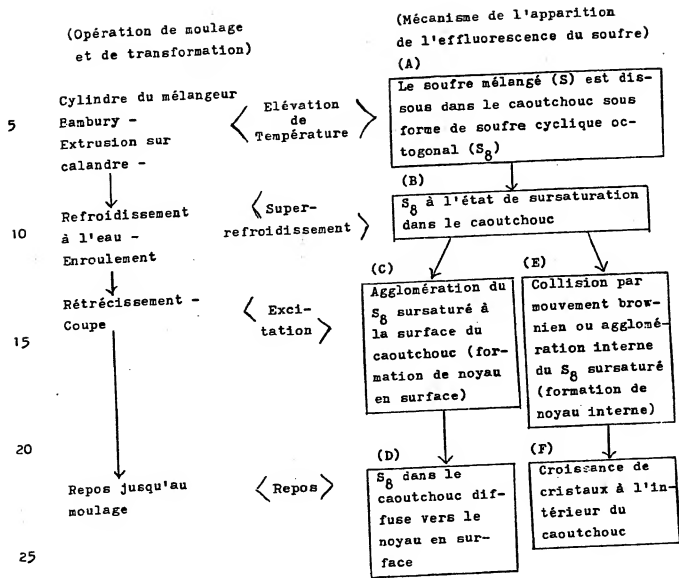 (Opération de moulage
et de transformation)
(Mécanisme de l'apparition
de l'effluorescence du soufre)
(A)
5
Cylindre du mélangeur
Bambury -
Extrusion sur
calandre -
Elévation
de
Température
Le soufre mélangé (S) est dis-
sous dans le caoutchouc sous
forme de soufre cyclique oc-
togonal (S8)
(B)
10
Refroidissement
à l'eau -
Enroulement
Super-
refroidissement
S8 à l'état de sursaturation
dans le caoutchouc
(C)
(E)
15
Rétrécissement -
Coupe
Exci-
tation
Agglomération du
S8 sursaturé à
la surface du
caoutchouc (for-
mation de noyau
en surface)
Collision par
mouvement brow-
nien ou agglomé-
ration interne
du S8 sursaturé
(formation de
noyau interne)
20
(D)
(F)
Repos jusqu'au
moulage
Repos
S8 dans le
caoutchouc dif-
fuse vers le
noyau en sur-
face
Croissance de
cristaux à l'in-
térieur du
caoutchouc
25